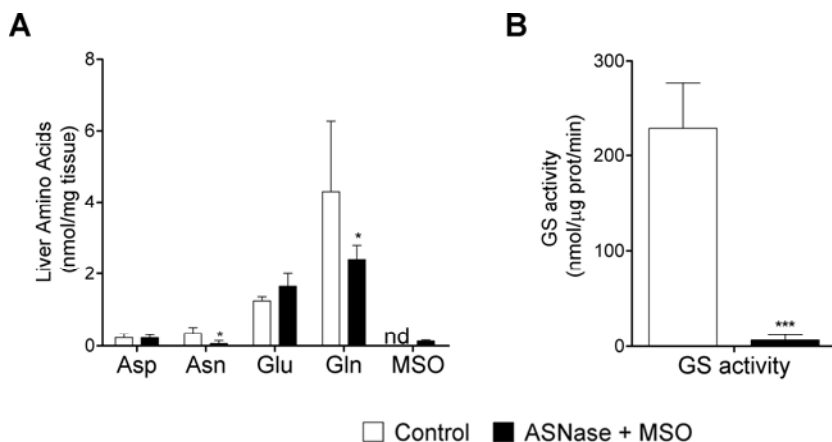 A
Liver Amino Acids
(nmol/mg tissue)
8
6
4
2
0
*
*
nd
Asp Asn Glu Gln MSO
B
GS activity
(nmol/μg prot/min)
300
200
100
0
***
GS activity
Control ASNase + MSO